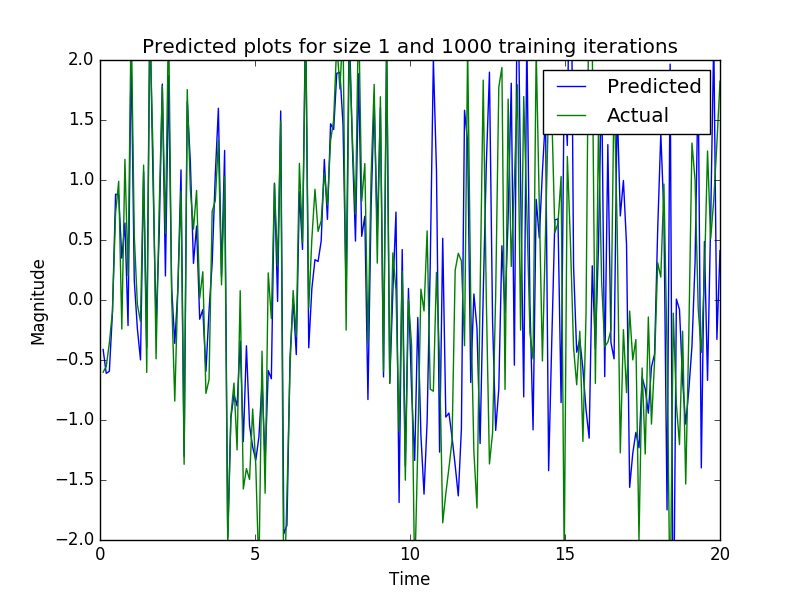 Predicted plots for size 1 and 1000 training iterations
Predicted
Actual
2.0
1.5
1.0
0.5
0.0
−0.5
−1.0
−1.5
−2.0
Magnitude
0 5 10 15 20
Time